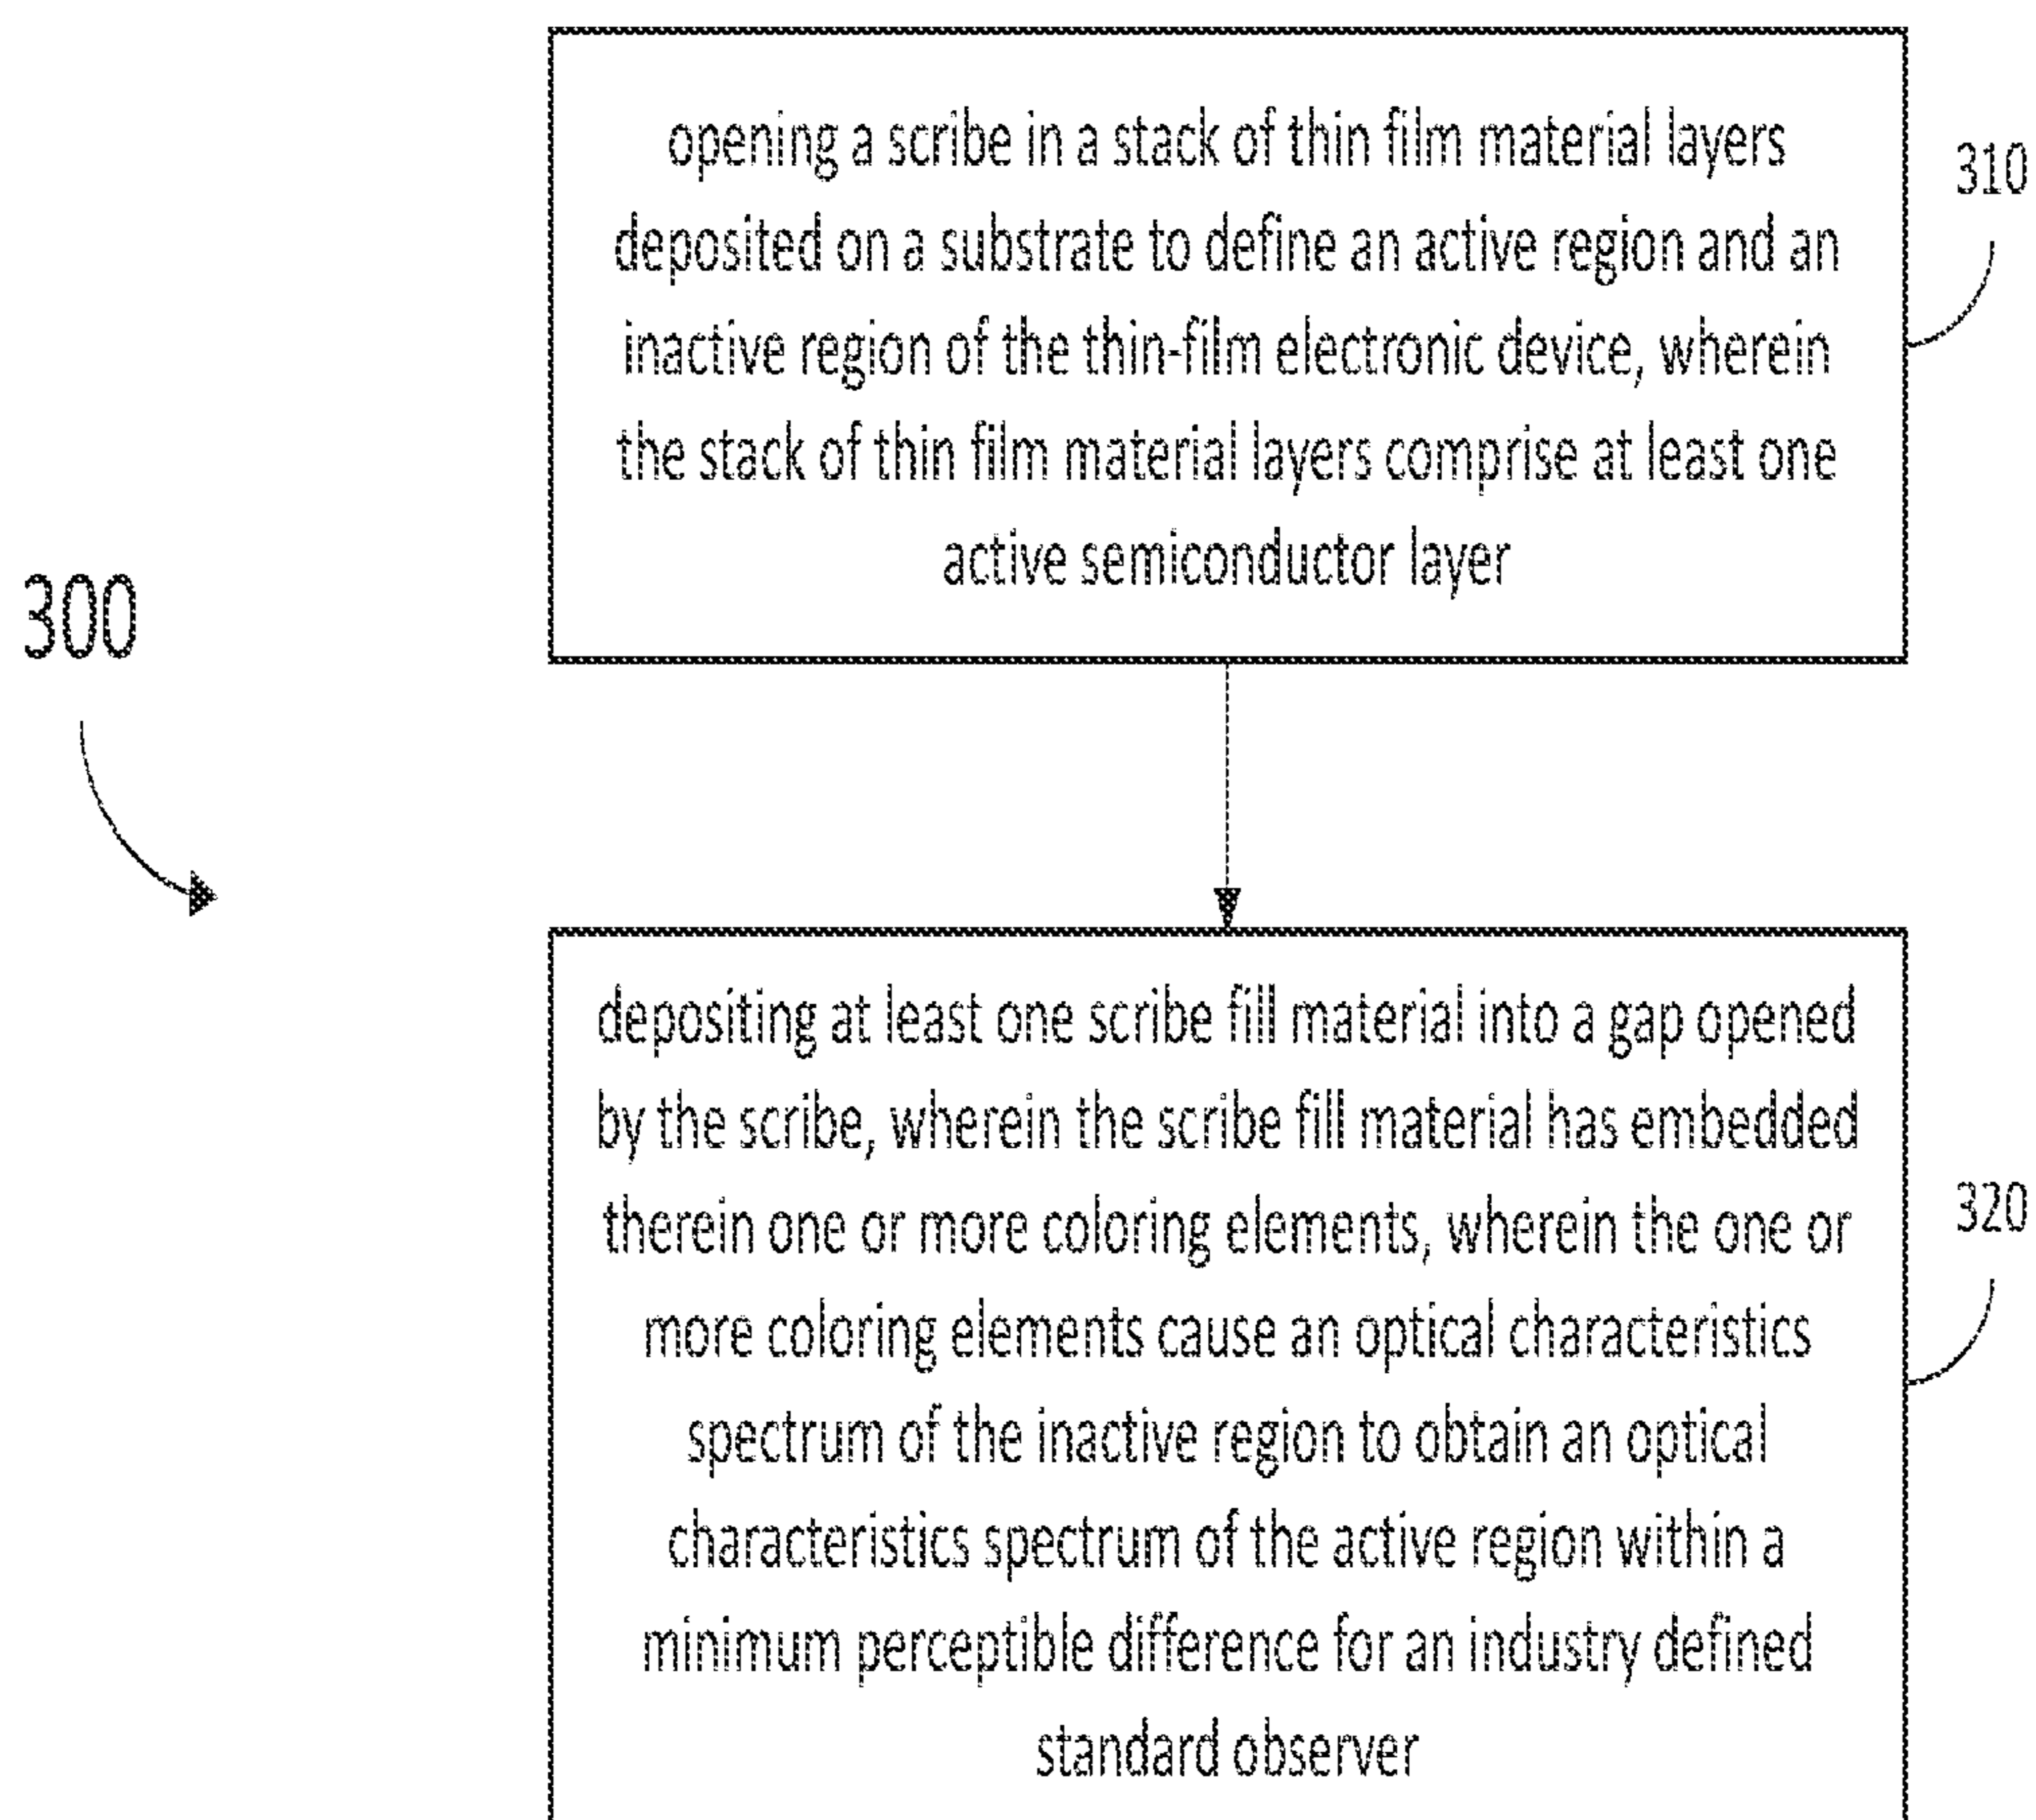 opening a scribe in a stack of thin film material layers
deposited on a substrate to define an active region and an
inactive region of the thin-film electronic device, wherein
the stack of thin film material layers comprise at least one
active semiconductor layer
310
300
depositing at least one scribe fill material into a gap opened
by the scribe, wherein the scribe fill material has embedded
therein one or more coloring elements, wherein the one or
more coloring elements cause an optical characteristics
spectrum of the inactive region to obtain an optical
characteristics spectrum of the active region within a
minimum perceptible difference for an industry defined
standard observer
320